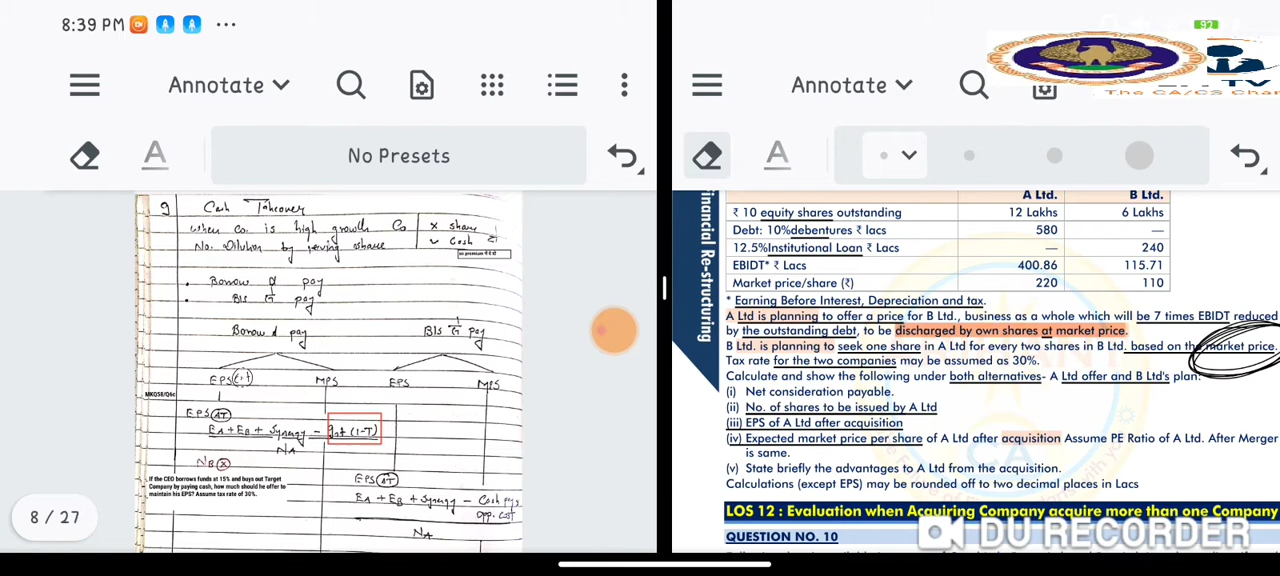 8:39 PM
92
Annotate
Annotate
No Presets
The CA/CS Chan
9 Cash Takeover
when co. is high growth Co
x share
No Dilution by issuing share
cash
Borrow pay
B/s pay
Borrow & pay
B/s pay
EPS
MPS
EPS
MPS
MKQ58/Q6c
EPS (AT)
EA + EB + Synergy - Int (1-T)
NA
NB
If the CEO borrows funds at 15% and buys out Target
Company by paying cash, how much should he offer to
maintain his EPS? Assume tax rate of 30%.
EPS (AT)
EA + EB + Synergy - Cash pay
opp. cost
NA
8 / 27
Financial Re-structuring
A Ltd. B Ltd.
₹ 10 equity shares outstanding 12 Lakhs 6 Lakhs
Debt: 10%debentures ₹ lacs 580 —
12.5%Institutional Loan ₹ Lacs — 240
EBIDT* ₹ Lacs 400.86 115.71
Market price/share (₹) 220 110
* Earning Before Interest, Depreciation and tax.
A Ltd is planning to offer a price for B Ltd., business as a whole which will be 7 times EBIDT reduced
by the outstanding debt, to be discharged by own shares at market price.
B Ltd. is planning to seek one share in A Ltd for every two shares in B Ltd. based on the market price.
Tax rate for the two companies may be assumed as 30%.
Calculate and show the following under both alternatives- A Ltd offer and B Ltd's plan:
(i) Net consideration payable.
(ii) No. of shares to be issued by A Ltd
(iii) EPS of A Ltd after acquisition
(iv) Expected market price per share of A Ltd after acquisition Assume PE Ratio of A Ltd. After Merger
is same.
(v) State briefly the advantages to A Ltd from the acquisition.
Calculations (except EPS) may be rounded off to two decimal places in Lacs
LOS 12 : Evaluation when Acquiring Company acquire more than one Company
QUESTION NO. 10
DU RECORDER